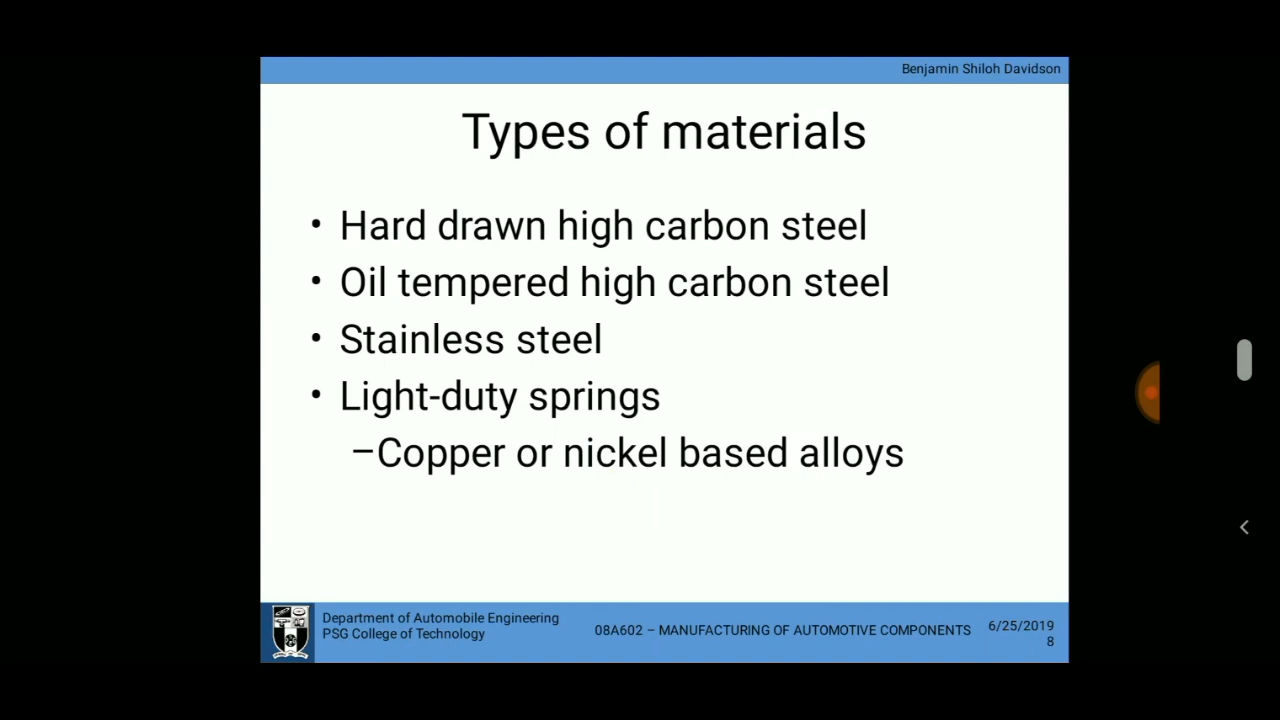 Benjamin Shiloh Davidson
Types of materials
• Hard drawn high carbon steel
• Oil tempered high carbon steel
• Stainless steel
• Light-duty springs
–Copper or nickel based alloys
Department of Automobile Engineering
PSG College of Technology
08A602 – MANUFACTURING OF AUTOMOTIVE COMPONENTS
6/25/2019
8